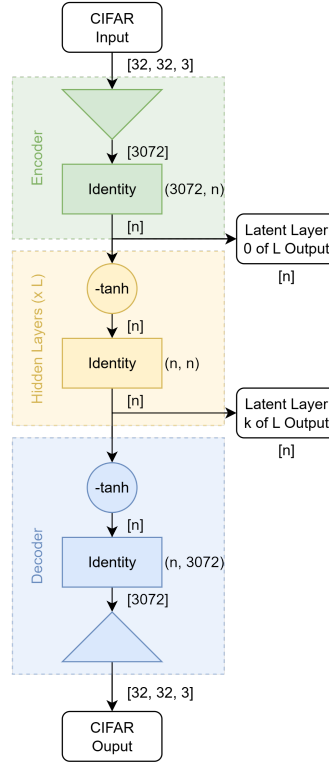 CIFAR
Input
[32, 32, 3]
Encoder
[3072]
Identity
(3072, n)
[n]
Latent Layer
0 of L Output
[n]
Hidden Layers (x L)
-tanh
[n]
Identity
(n, n)
[n]
Latent Layer
k of L Output
[n]
Decoder
-tanh
[n]
Identity
(n, 3072)
[3072]
[32, 32, 3]
CIFAR
Ouput